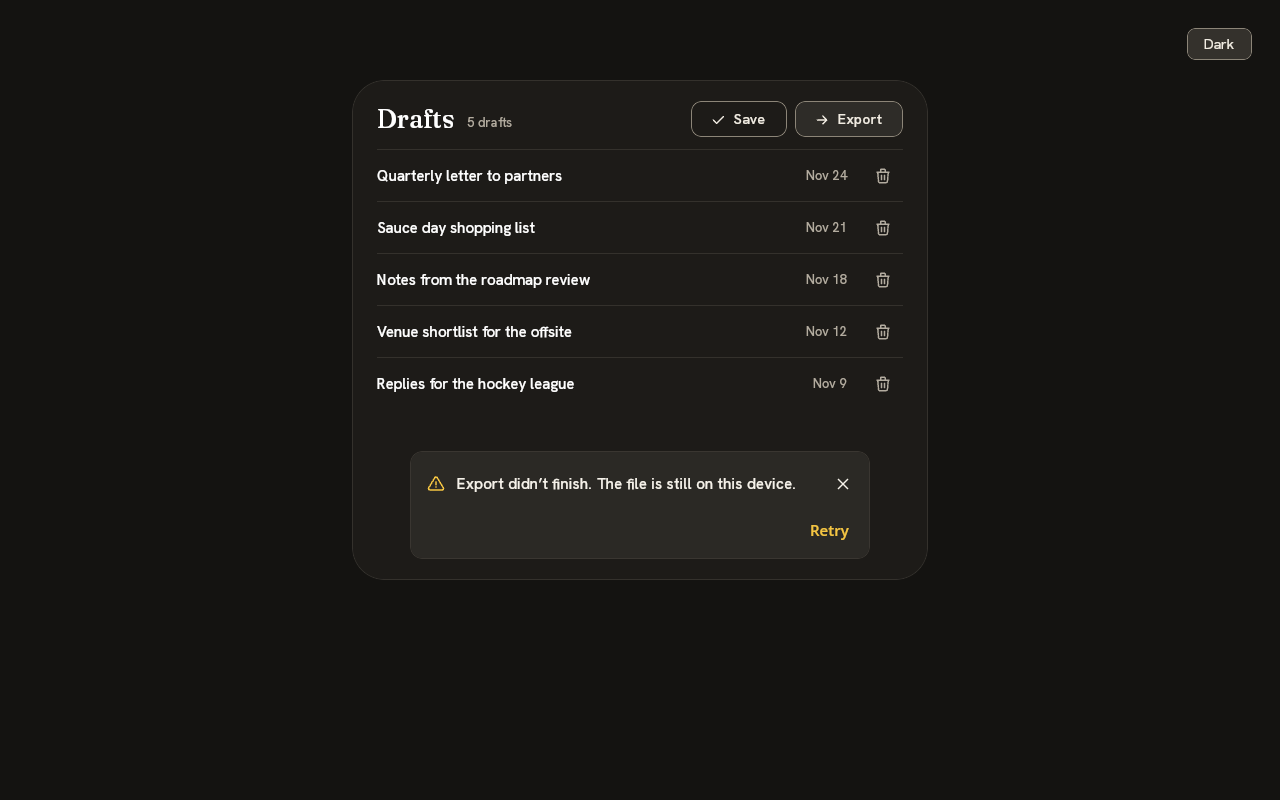 Dark
Drafts 5 drafts Save Export
Quarterly letter to partners Nov 24
Sauce day shopping list Nov 21
Notes from the roadmap review Nov 18
Venue shortlist for the offsite Nov 12
Replies for the hockey league Nov 9
Export didn’t finish. The file is still on this device.
Retry